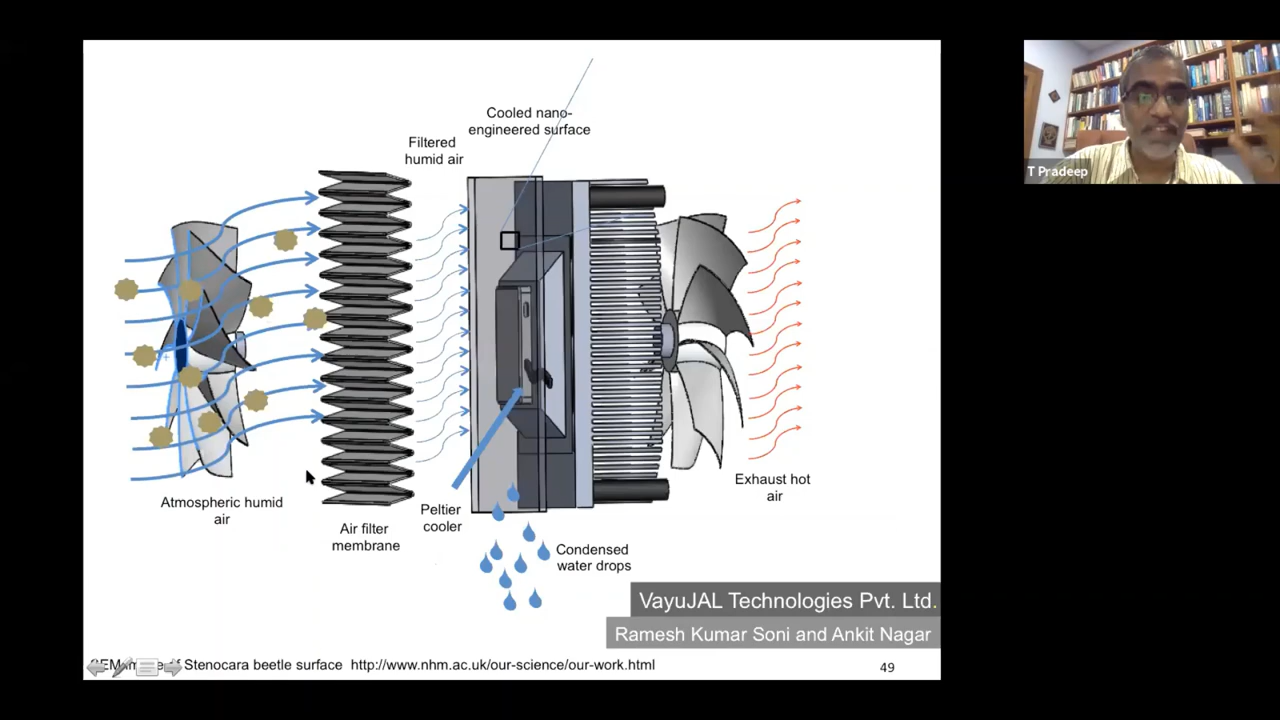 Cooled nano-
engineered surface
Filtered
humid air
T Pradeep
Atmospheric humid
air
Air filter
membrane
Peltier
cooler
Exhaust hot
air
Condensed
water drops
VayuJAL Technologies Pvt. Ltd.
Ramesh Kumar Soni and Ankit Nagar
Stenocara beetle surface http://www.nhm.ac.uk/our-science/our-work.html
49